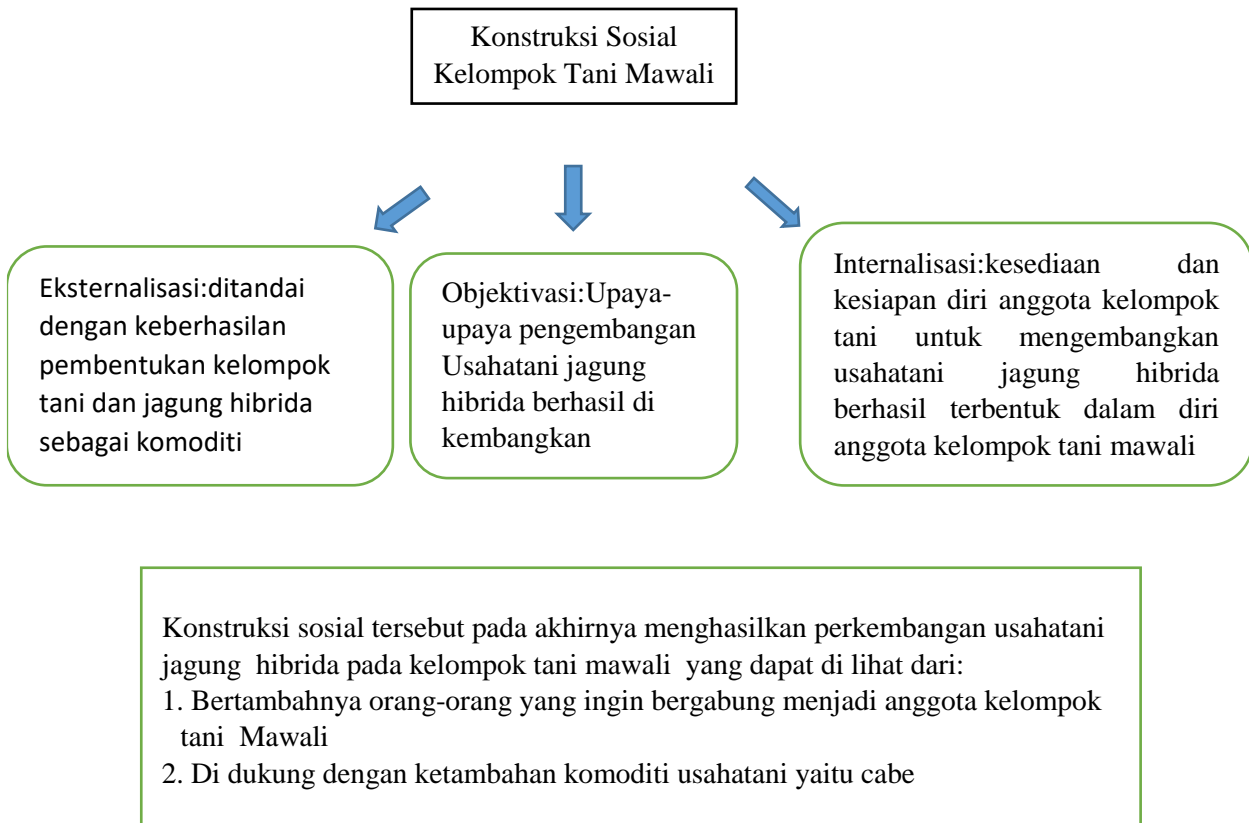 Konstruksi Sosial
Kelompok Tani Mawali
Eksternalisasi:ditandai
dengan keberhasilan
pembentukan kelompok
tani dan jagung hibrida
sebagai komoditi
Objektivasi:Upaya-
upaya pengembangan
Usahatani jagung
hibrida berhasil di
kembangkan
Internalisasi:kesediaan dan
kesiapan diri anggota kelompok
tani untuk mengembangkan
usahatani jagung hibrida
berhasil terbentuk dalam diri
anggota kelompok tani mawali
Konstruksi sosial tersebut pada akhirnya menghasilkan perkembangan usahatani
jagung hibrida pada kelompok tani mawali yang dapat di lihat dari:
1. Bertambahnya orang-orang yang ingin bergabung menjadi anggota kelompok
tani Mawali
2. Di dukung dengan ketambahan komoditi usahatani yaitu cabe